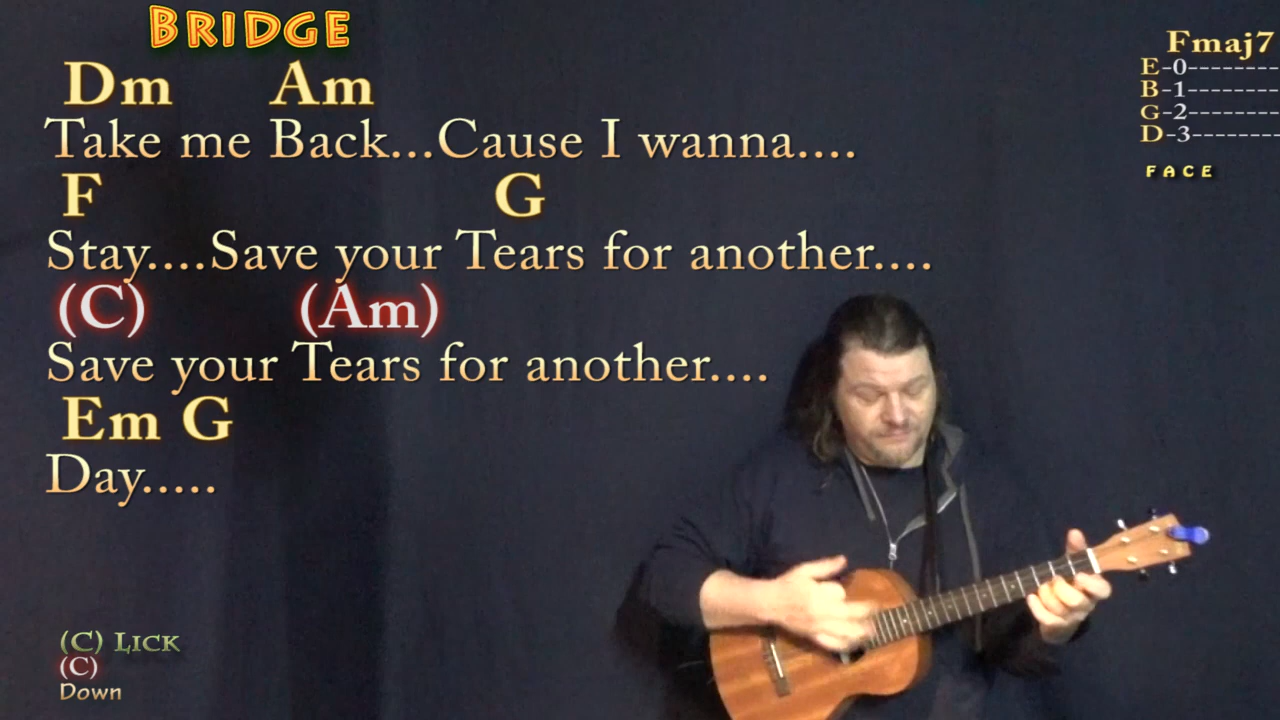 BRIDGE
Dm Am
Take me Back...Cause I wanna....
F G
Stay....Save your Tears for another....
(C) (Am)
Save your Tears for another....
Em G
Day.....
(C) LICK
(C)
Down
Fmaj7
E-0--------
B-1--------
G-2--------
D-3--------
FACE